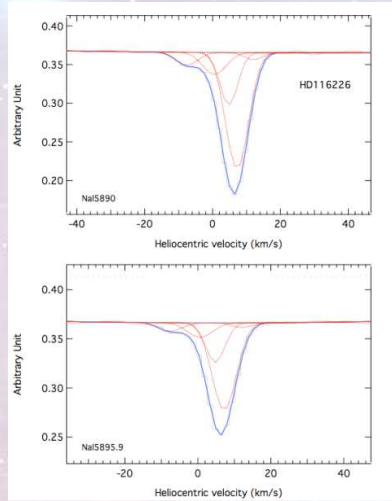 0.40
0.35
0.30
0.25
0.20
Arbitrary Unit
HD116226
NaI5890
-40 -20 0 20 40
Heliocentric velocity (km/s)
0.40
0.35
0.30
0.25
Arbitrary Unit
NaI5895.9
-20 0 20 40
Heliocentric velocity (km/s)